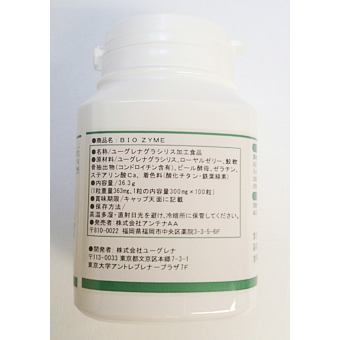 ●商品名:BIO ZYME
●名称/ユーグレナグラシリス加工食品
●原材料/ユーグレナグラシリス、ローヤルゼリー、鮫軟
骨抽出物(コンドロイチン含有)、ビール酵母、ゼラチン、
ステアリン酸Ca、着色料(酸化チタン・鉄葉緑素)
●内容量/36.3g
(1粒重量363mg、1粒の内容量300mg×100粒)
●賞味期限/キャップ天面に記載
●保存方法/
高温多湿・直射日光を避け、冷暗所に保管してください。
●発売者 株式会社アンテナAA
〒810-0022 福岡県福岡市中央区薬院3-3-5-6F
●開発者:株式会社ユーグレナ
〒113-0033 東京都文京区本郷7-3-1
東京大学アントレプレナープラザ7F